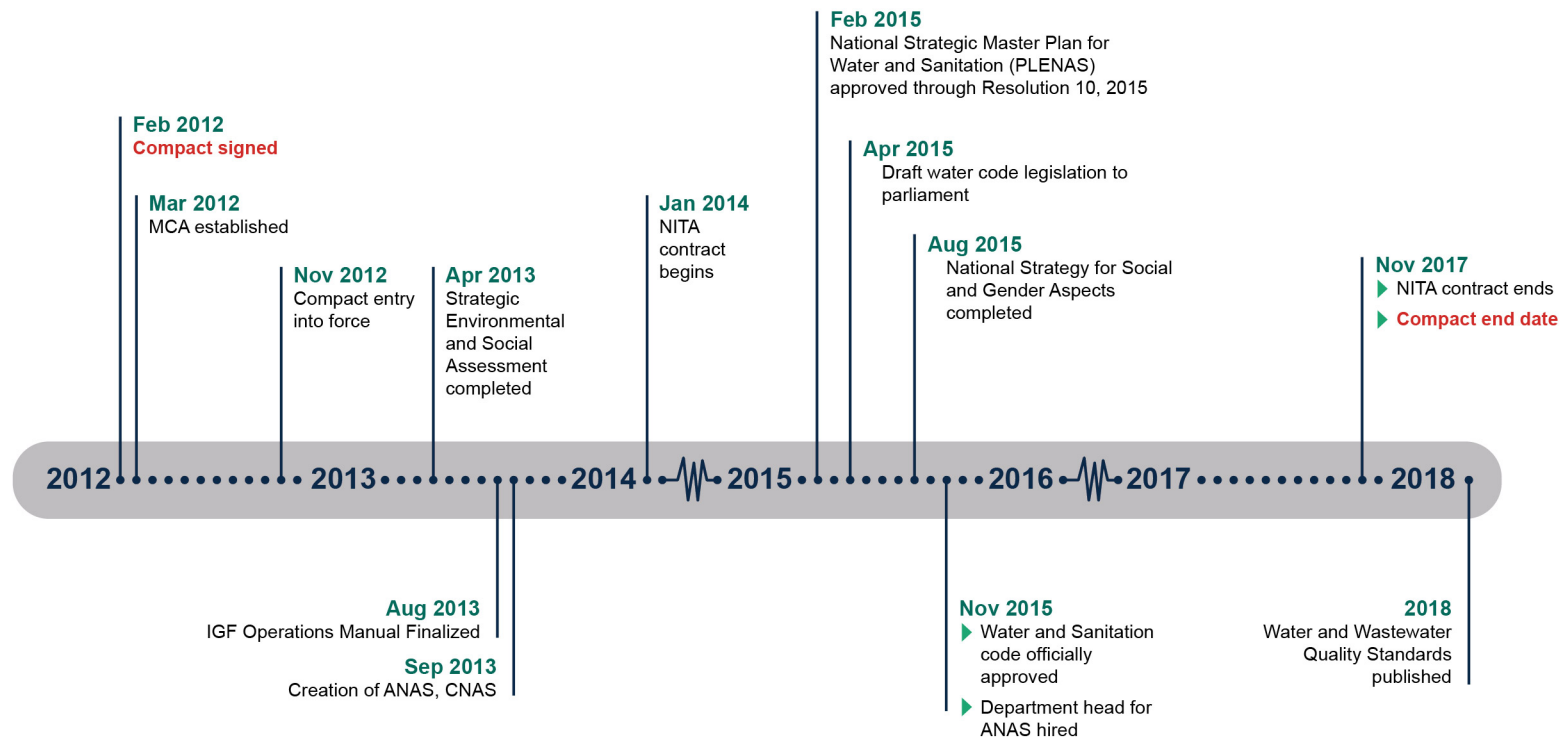 Feb 2012
Compact signed
Mar 2012
MCA established
Nov 2012
Compact entry
into force
Apr 2013
Strategic
Environmental
and Social
Assessment
completed
Jan 2014
NITA
contract
begins
Feb 2015
National Strategic Master Plan for
Water and Sanitation (PLENAS)
approved through Resolution 10, 2015
Apr 2015
Draft water code legislation to
parliament
Aug 2015
National Strategy for Social
and Gender Aspects
completed
Nov 2017
NITA contract ends
Compact end date
2012 2013 2014 2015 2016 2017 2018
Aug 2013
IGF Operations Manual Finalized
Sep 2013
Creation of ANAS, CNAS
Nov 2015
Water and Sanitation
code officially
approved
Department head for
ANAS hired
2018
Water and Wastewater
Quality Standards
published